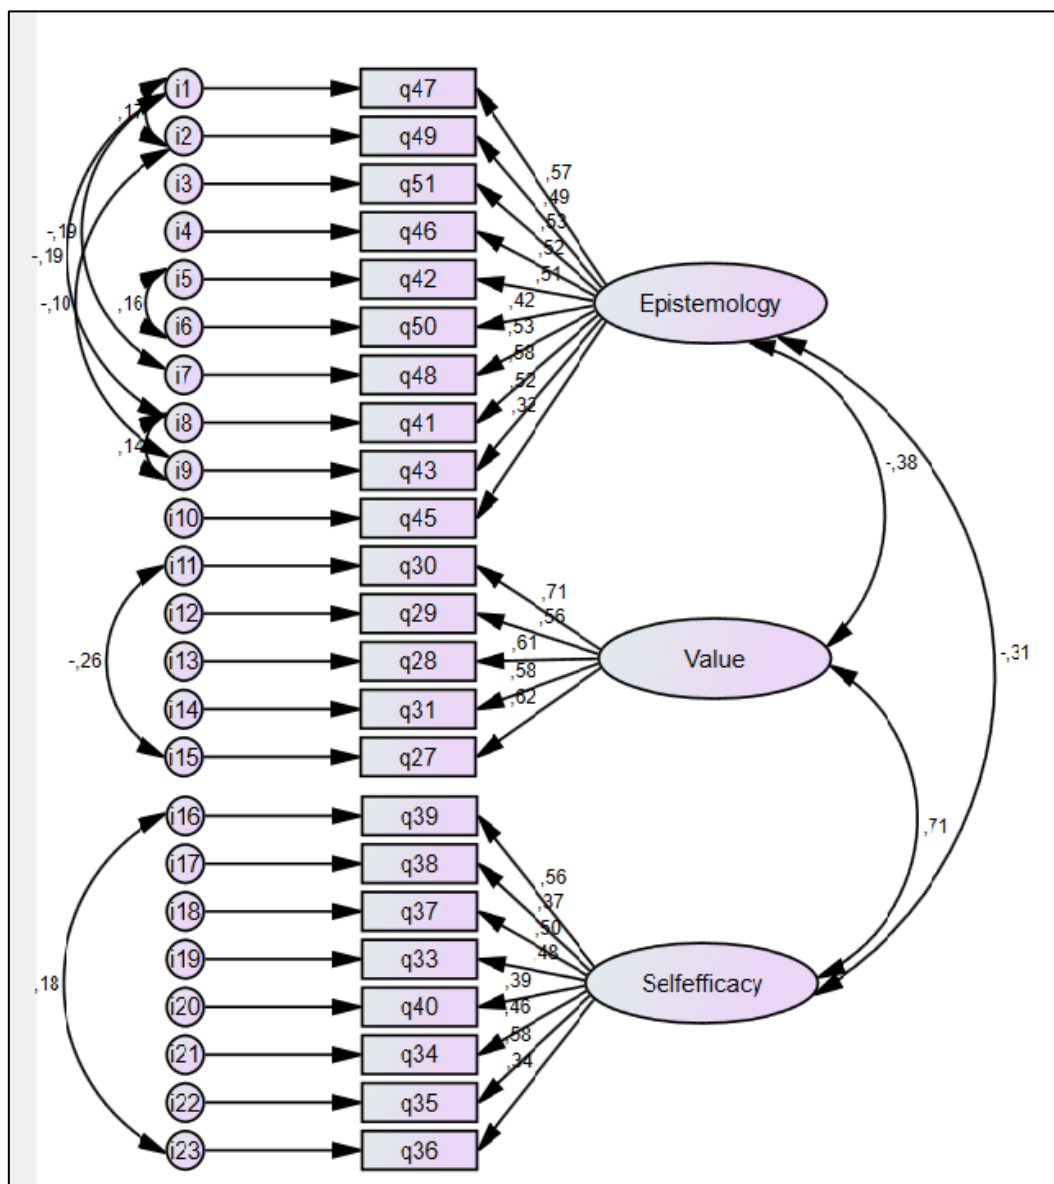 i1 q47
,17
i2 q49
i3 q51
,57
,49
i4 q46
,53
-,19
,52
-,19
i5 q42
,51
Epistemology
-,10
,16
,42
i6 q50
,53
i7 q48
,58
,52
i8 q41
,32
,14
i9 q43
-,38
i10 q45
i11 q30
,71
i12 q29
,56
,61
-,26
i13 q28
Value
-,31
,58
i14 q31
,62
i15 q27
i16 q39
,71
i17 q38
,56
,37
i18 q37
,50
,48
i19 q33
,39
,18
Selfefficacy
i20 q40
,46
,58
i21 q34
,34
i22 q35
i23 q36